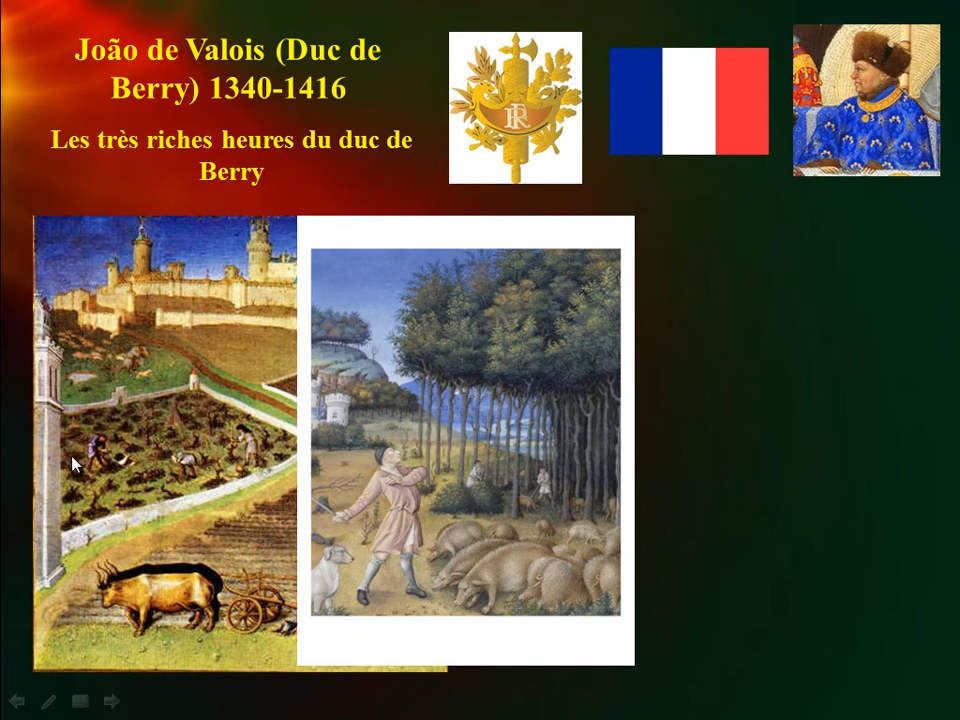 João de Valois (Duc de
Berry) 1340-1416
Les très riches heures du duc de
Berry
RF